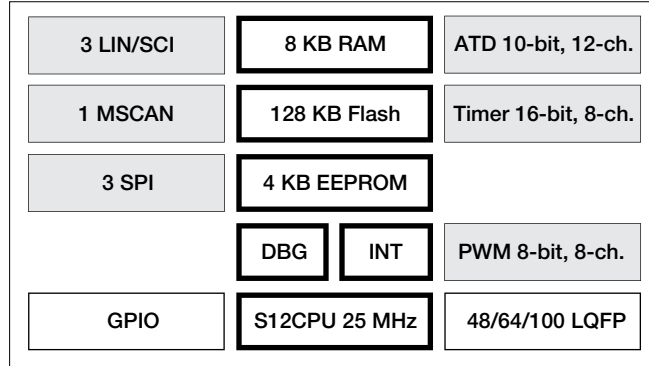 3 LIN/SCI
8 KB RAM
ATD 10-bit, 12-ch.
1 MSCAN
128 KB Flash
Timer 16-bit, 8-ch.
3 SPI
4 KB EEPROM
DBG
INT
PWM 8-bit, 8-ch.
GPIO
S12CPU 25 MHz
48/64/100 LQFP